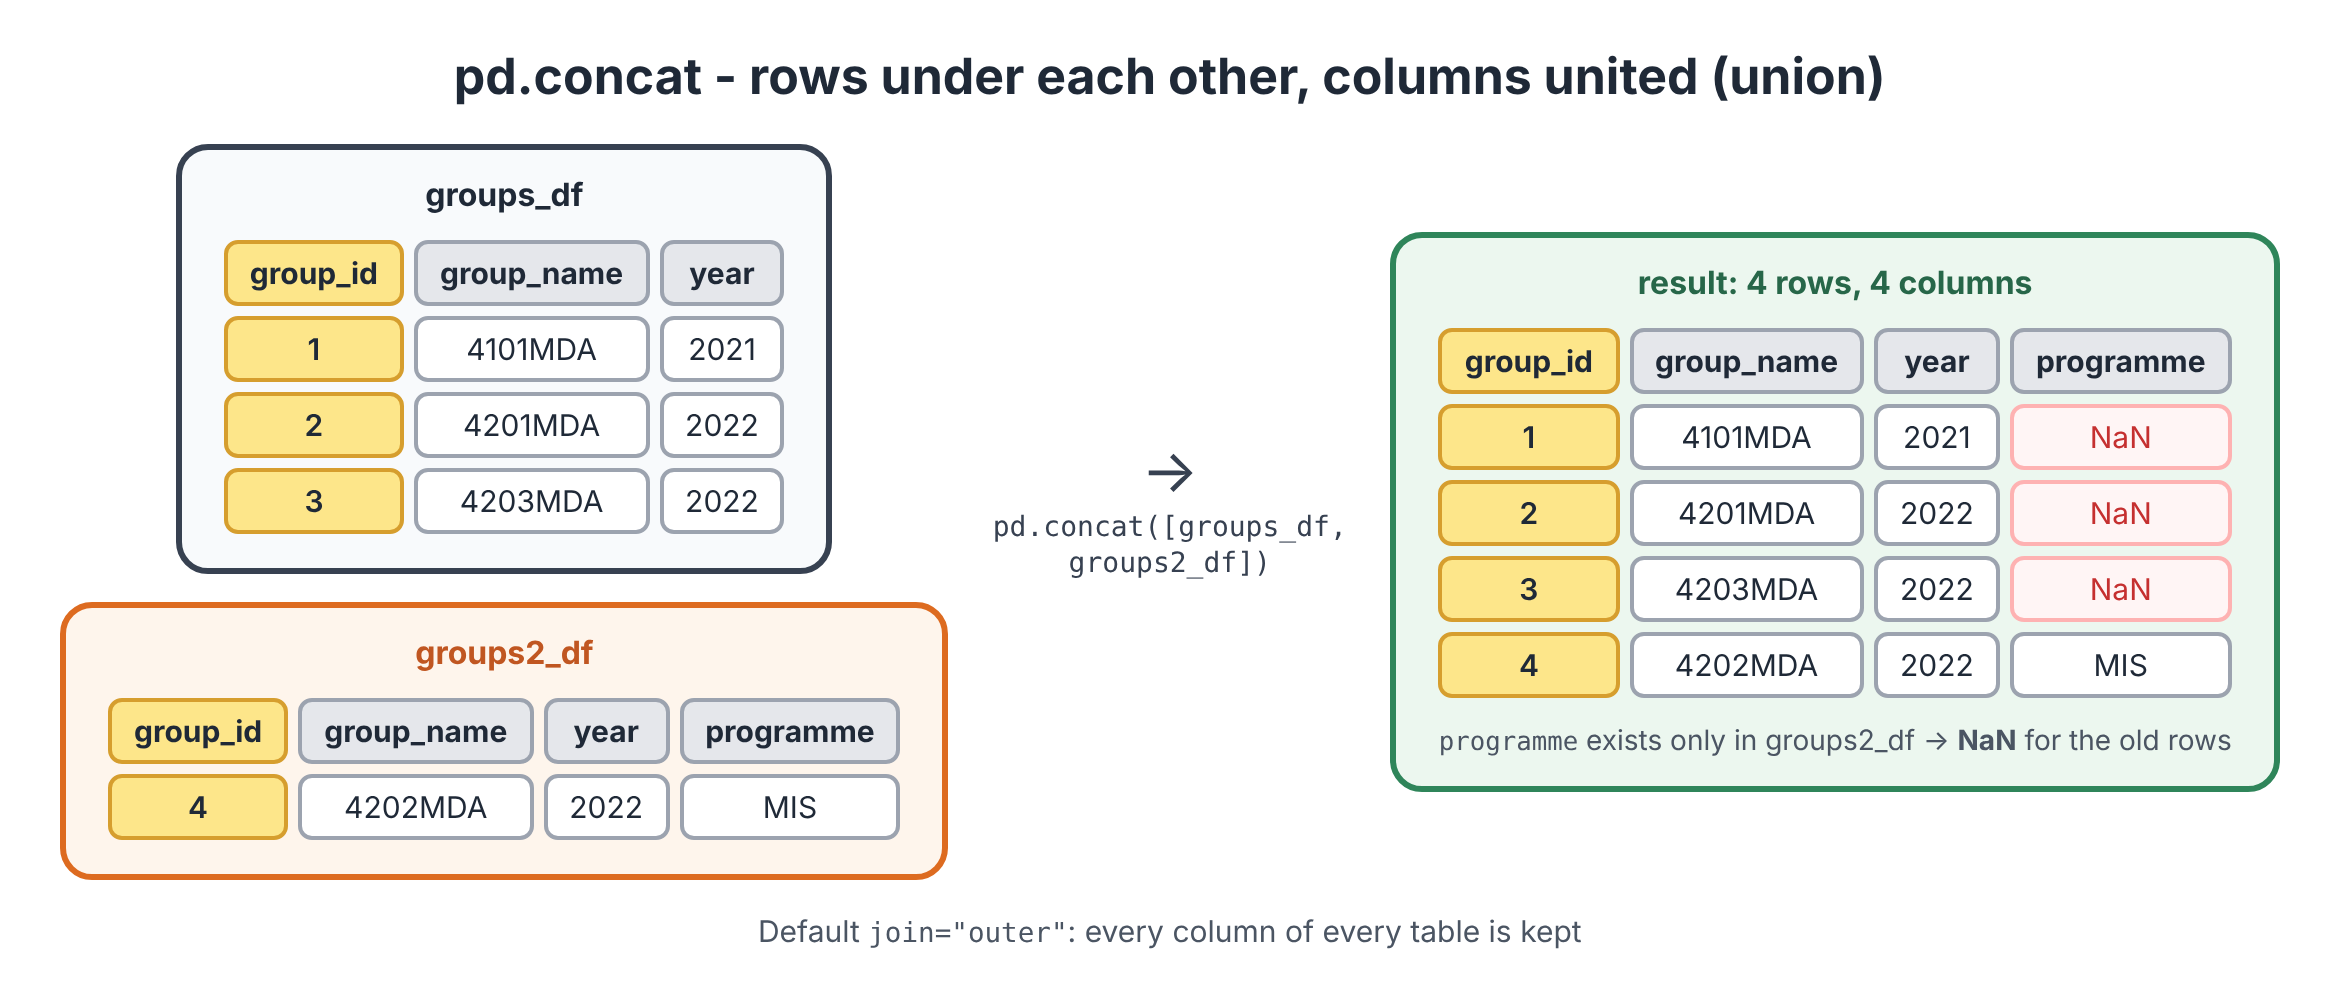 pd.concat - rows under each other, columns united (union)
groups_df
group_id group_name year
1 4101MDA 2021
2 4201MDA 2022
3 4203MDA 2022
groups2_df
group_id group_name year programme
4 4202MDA 2022 MIS
→
pd.concat([groups_df,
groups2_df])
result: 4 rows, 4 columns
group_id group_name year programme
1 4101MDA 2021 NaN
2 4201MDA 2022 NaN
3 4203MDA 2022 NaN
4 4202MDA 2022 MIS
programme exists only in groups2_df → NaN for the old rows
Default join="outer": every column of every table is kept